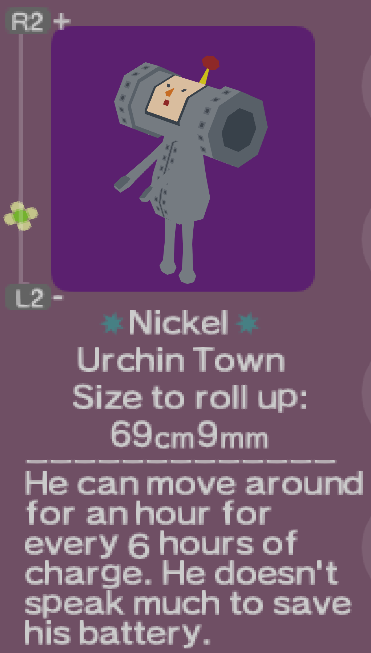 R2 +
L2 -
Nickel
Urchin Town
Size to roll up:
69cm9mm
He can move around
for an hour for
every 6 hours of
charge. He doesn't
speak much to save
his battery.